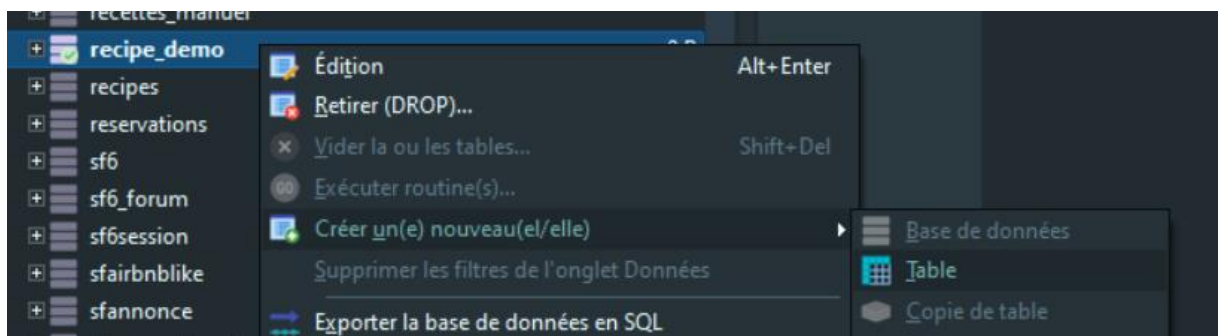 recettes_manuel
recipe_demo
recipes
reservations
sf6
sf6_forum
sf6session
sfairbnblike
sfannonce
Édition Alt+Enter
Retirer (DROP)...
Vider la ou les tables... Shift+Del
Exécuter routine(s)...
Créer un(e) nouveau(el/elle)
Supprimer les filtres de l'onglet Données
Exporter la base de données en SQL
Base de données
Table
Copie de table